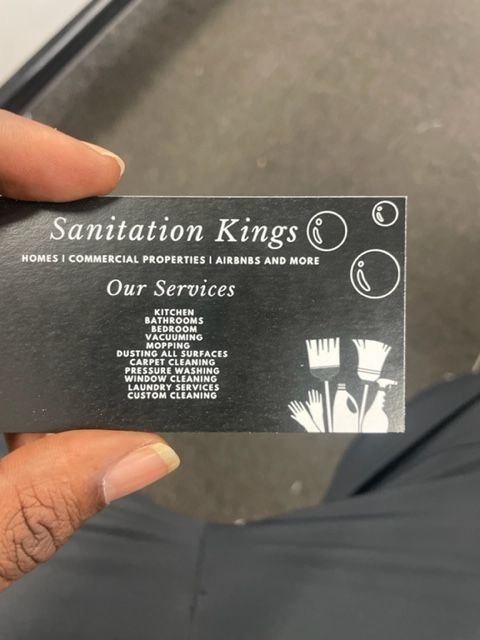 Sanitation Kings
HOMES | COMMERCIAL PROPERTIES | AIRBNBS AND MORE
Our Services
KITCHEN
BATHROOMS
BEDROOM
VACUUMING
MOPPING
DUSTING ALL SURFACES
CARPET CLEANING
PRESSURE WASHING
WINDOW CLEANING
LAUNDRY SERVICES
CUSTOM CLEANING